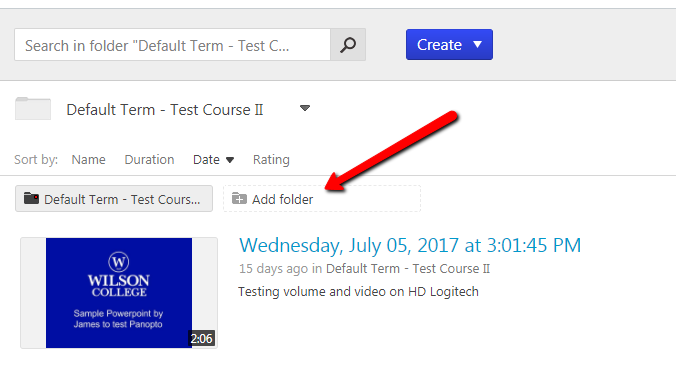 Search in folder "Default Term - Test C...
Create
Default Term - Test Course II
Sort by: Name Duration Date Rating
Default Term - Test Cours...
Add folder
Wednesday, July 05, 2017 at 3:01:45 PM
15 days ago in Default Term - Test Course II
Testing volume and video on HD Logitech
W
WILSON
COLLEGE
Sample Powerpoint by
James to test Panopto
2:06